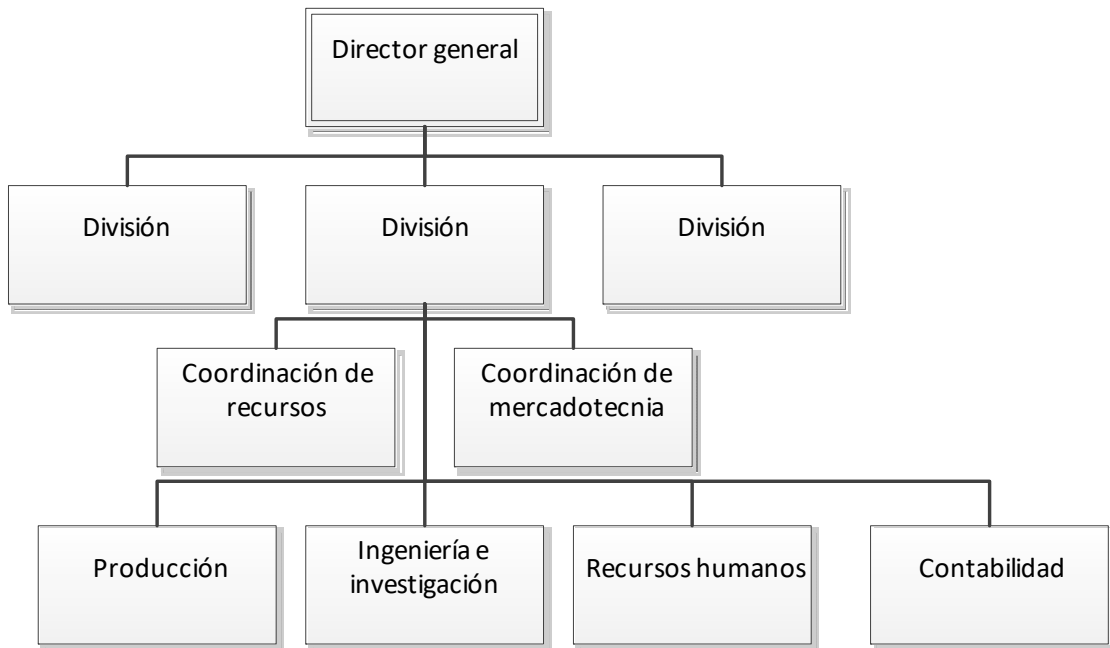 Director general
División
División
División
Coordinación de
recursos
Coordinación de
mercadotecnia
Producción
Ingeniería e
investigación
Recursos humanos
Contabilidad